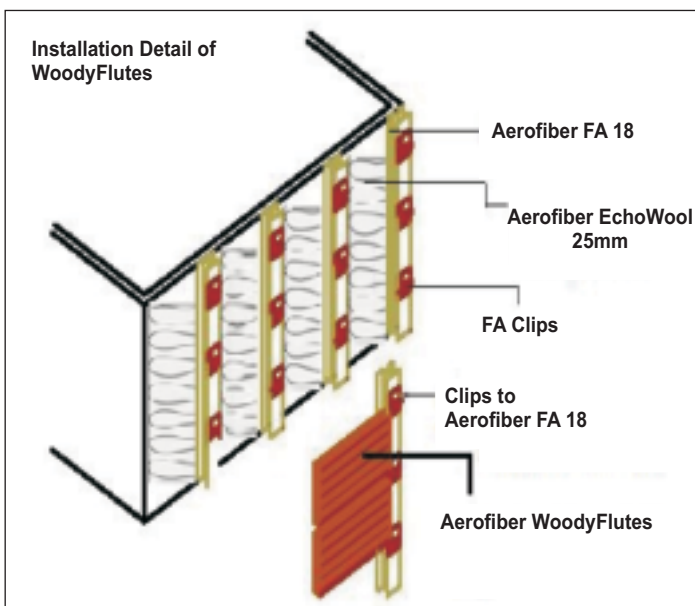 Installation Detail of
WoodyFlutes
Aerofiber FA 18
Aerofiber EchoWool
25mm
FA Clips
Clips to
Aerofiber FA 18
Aerofiber WoodyFlutes